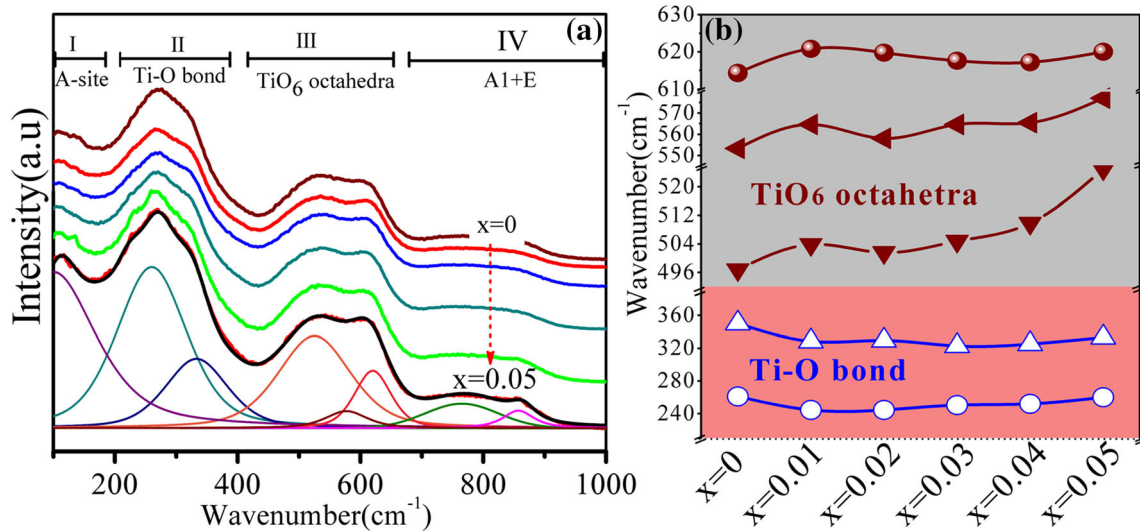 I II III IV (a)
A-site Ti-O bond TiO6 octahedra A1+E
x=0
x=0.05
Intensity(a.u)
200 400 600 800 1000
Wavenumber(cm-1)
(b)
630
620
610
570
560
550
520
512
504
496
360
320
280
240
Wavenumber(cm-1)
TiO6 octahetra
Ti-O bond
x=0 x=0.01 x=0.02 x=0.03 x=0.04 x=0.05